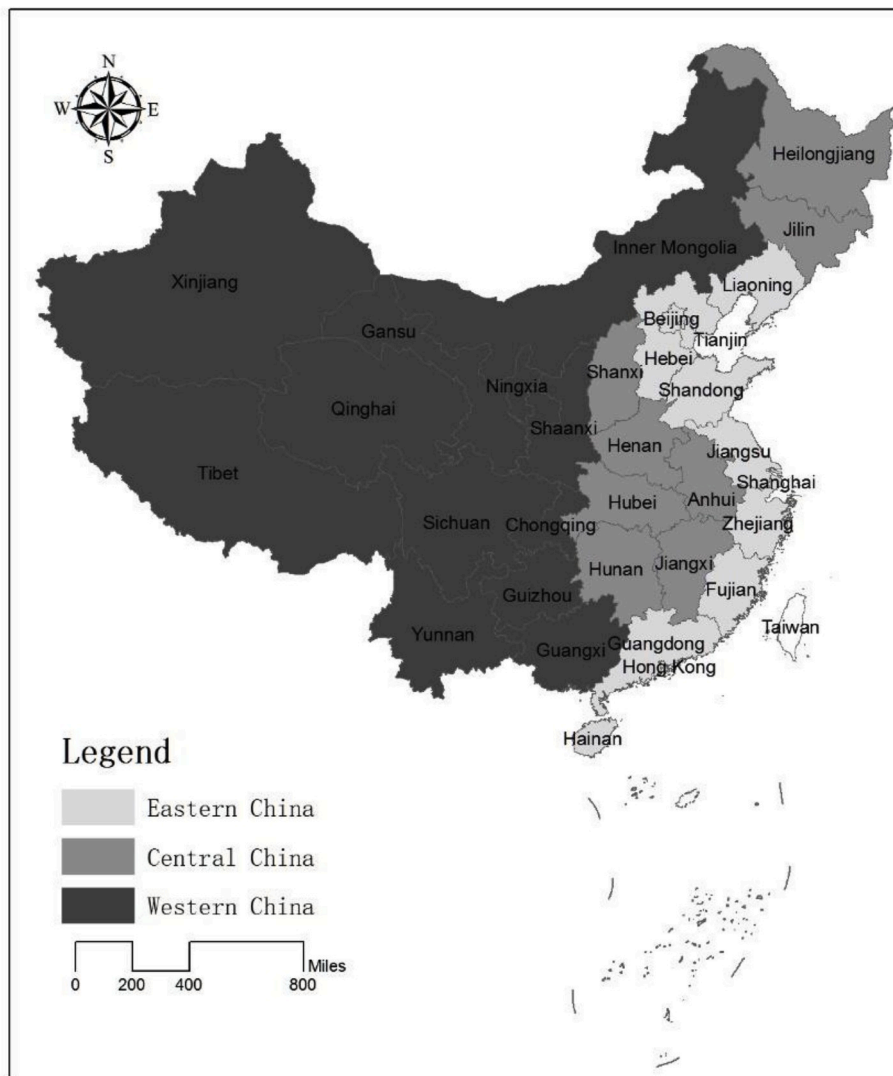 N
W E
S
Heilongjiang
Jilin
Inner Mongolia
Liaoning
Xinjiang
Beijing
Gansu
Tianjin
Hebei
Shanxi
Ningxia
Shandong
Qinghai
Shaanxi
Henan
Jiangsu
Tibet
Shanghai
Hubei
Anhui
Sichuan
Chongqing
Zhejiang
Hunan
Jiangxi
Guizhou
Fujian
Taiwan
Yunnan
Guangxi
Guangdong
Hong Kong
Hainan
Legend
Eastern China
Central China
Western China
Miles
0 200 400 800